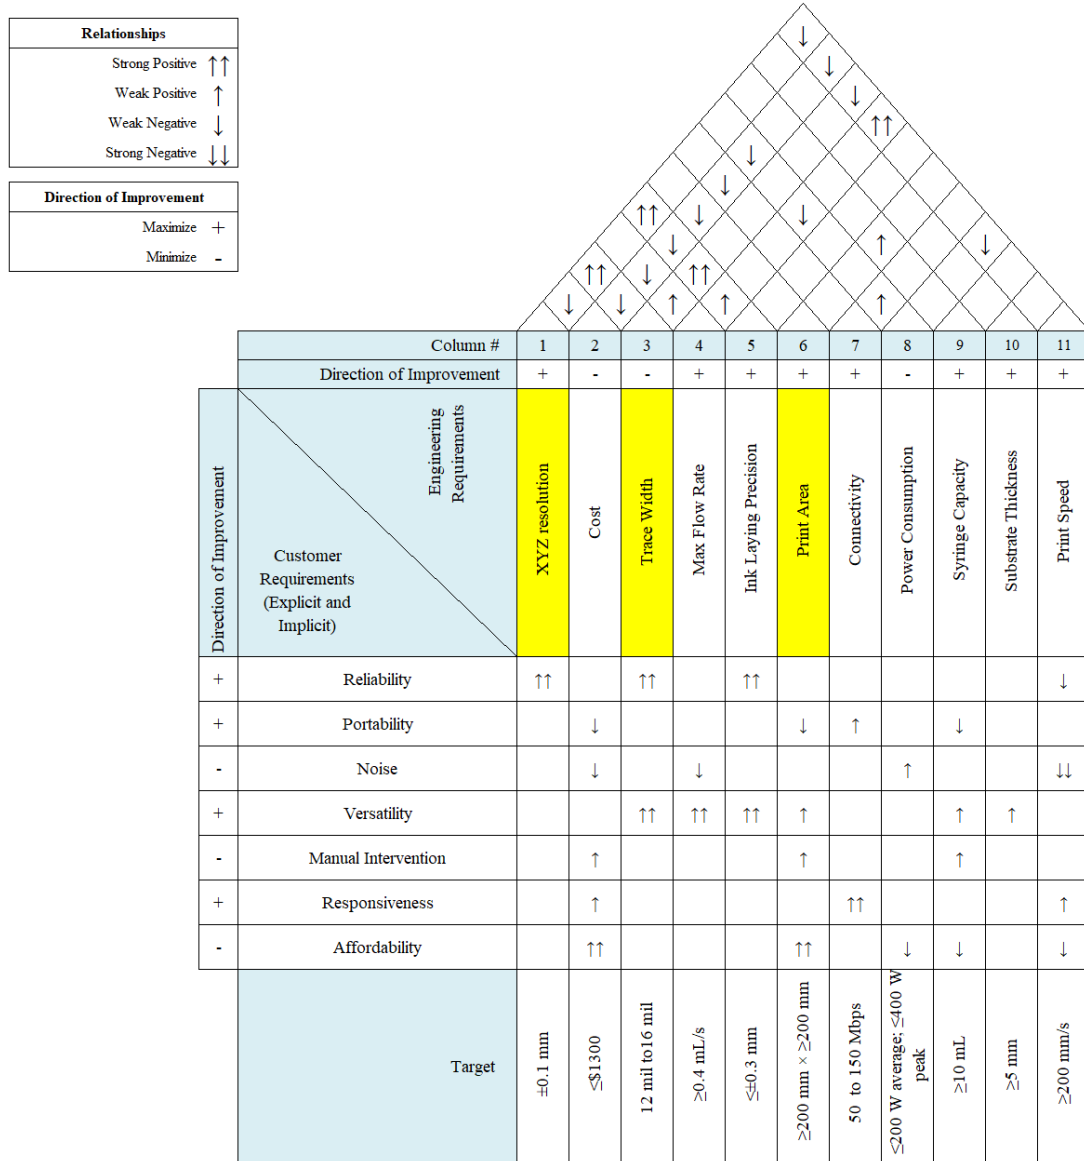 Relationships
Strong Positive ↑↑
Weak Positive ↑
Weak Negative ↓
Strong Negative ↓↓
Direction of Improvement
Maximize +
Minimize -
↓
↓
↓
↑↑
↓
↓
↑↑ ↓ ↓
↓ ↑ ↓
↑↑ ↓ ↑↑
↓ ↓ ↑ ↑ ↑
Column # 1 2 3 4 5 6 7 8 9 10 11
Direction of Improvement + - - + + + + - + + +
Direction of Improvement
Engineering
Requirements
Customer
Requirements
(Explicit and
Implicit)
XYZ resolution
Cost
Trace Width
Max Flow Rate
Ink Laying Precision
Print Area
Connectivity
Power Consumption
Syringe Capacity
Substrate Thickness
Print Speed
+ Reliability ↑↑ ↑↑ ↑↑ ↓
+ Portability ↓ ↓ ↑ ↓
- Noise ↓ ↓ ↑ ↓↓
+ Versatility ↑↑ ↑↑ ↑↑ ↑ ↑ ↑
- Manual Intervention ↑ ↑ ↑
+ Responsiveness ↑ ↑↑ ↑
- Affordability ↑↑ ↑↑ ↓ ↓ ↓
Target
±0.1 mm
≤$1300
12 mil to16 mil
≥0.4 mL/s
≤±0.3 mm
≥200 mm × ≥200 mm
50 to 150 Mbps
≤200 W average; ≤400 W
peak
≥10 mL
≥5 mm
≥200 mm/s